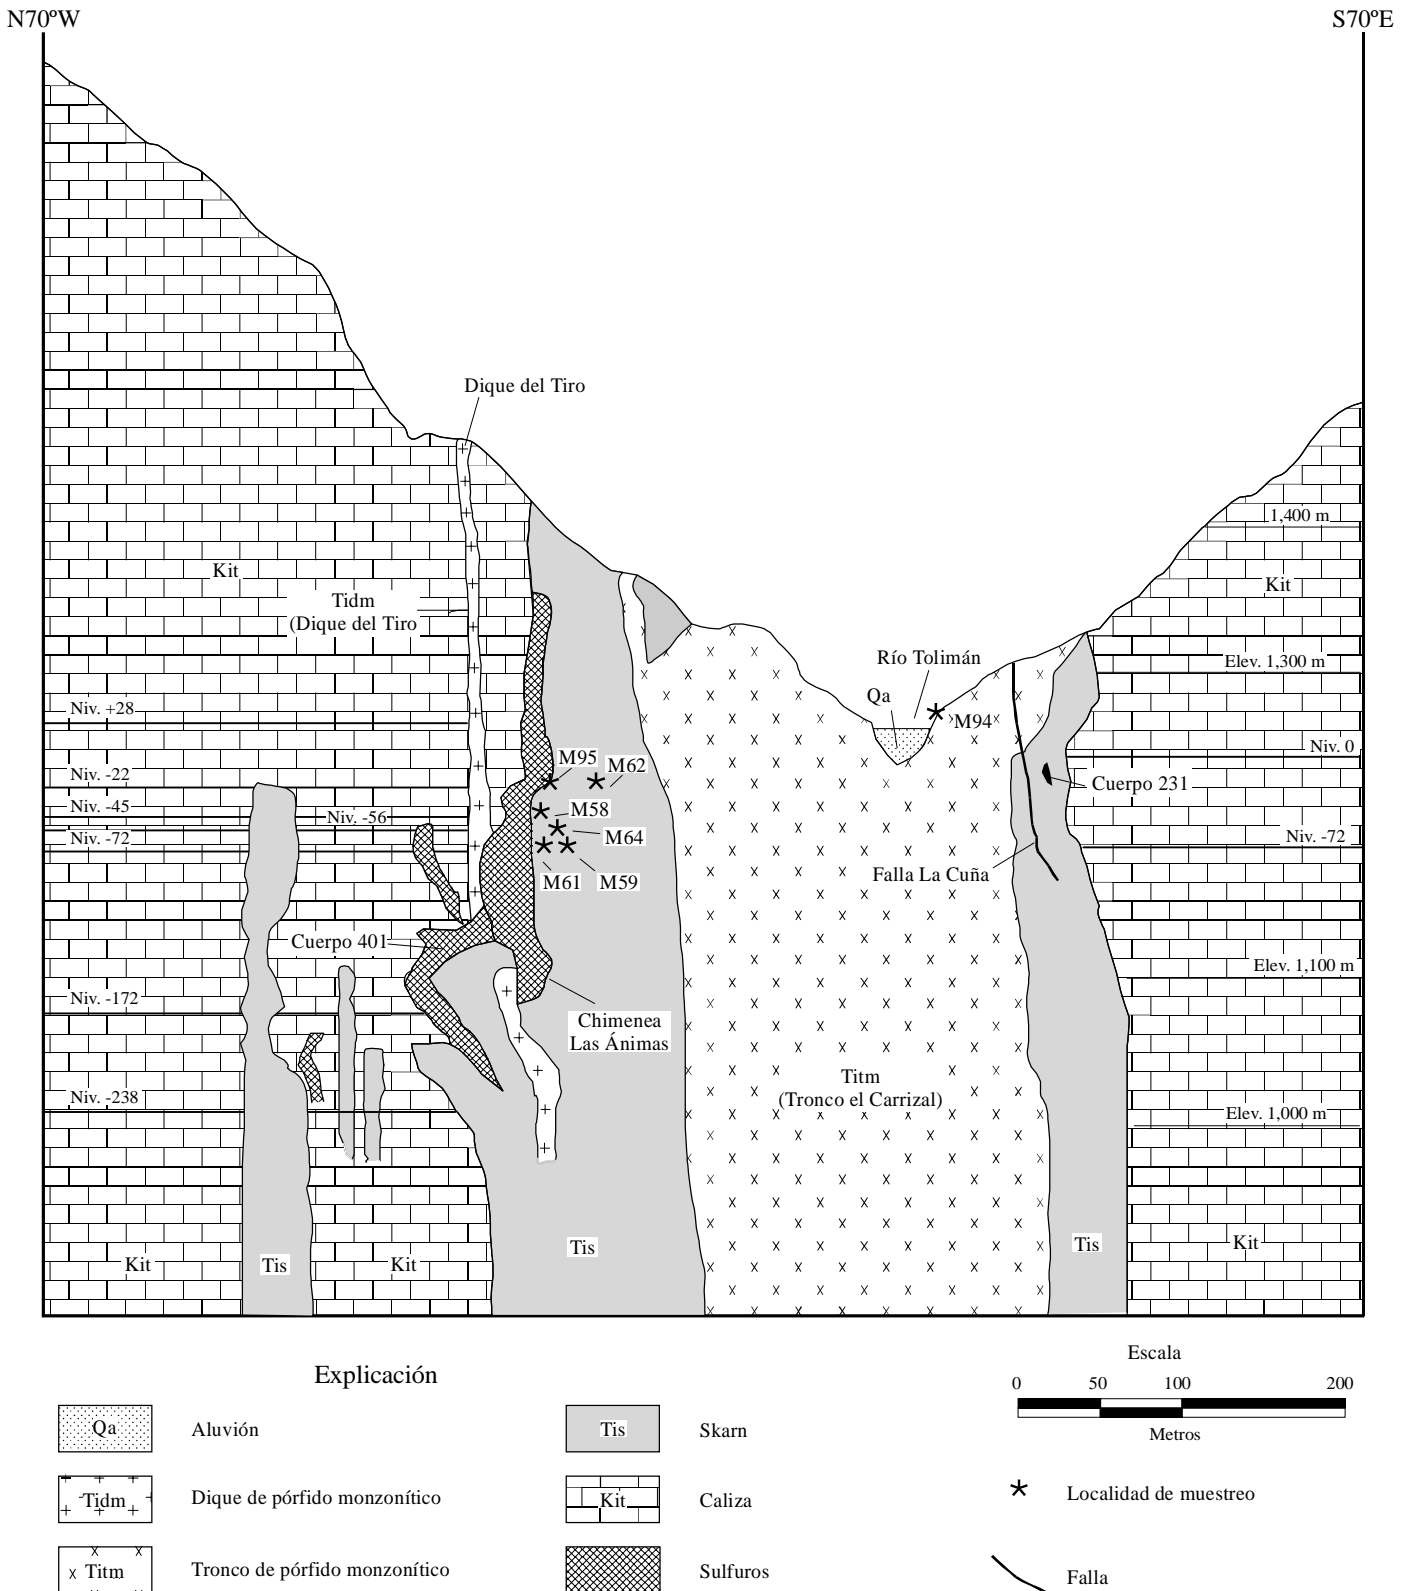 N70ºW
S70ºE
Dique del Tiro
1,400 m
Kit
Kit
Tidm
(Dique del Tiro
Río Tolimán
Elev. 1,300 m
Qa
Niv. +28
M94
Niv. 0
M95
M62
Niv. -22
Cuerpo 231
Niv. -45
M58
Niv. -56
Niv. -72
M64
Niv. -72
Falla La Cuña
M61
M59
Cuerpo 401
Elev. 1,100 m
Niv. -172
Chimenea
Las Ánimas
Titm
(Tronco el Carrizal)
Niv. -238
Elev. 1,000 m
Kit
Tis
Kit
Tis
Tis
Kit
Explicación
Escala
0 50 100 200
Metros
Qa Aluvión
Tis Skarn
Tidm Dique de pórfido monzonítico
Kit Caliza
Localidad de muestreo
Titm Tronco de pórfido monzonítico
Sulfuros
Falla